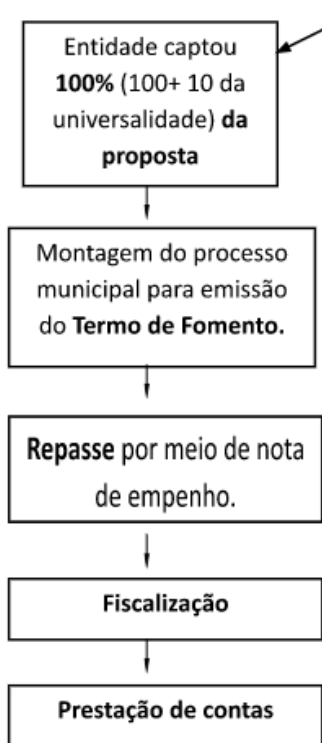 Entidade captou
100% (100+ 10 da
universalidade) da
proposta
Montagem do processo
municipal para emissão
do Termo de Fomento.
Repasse por meio de nota
de empenho.
Fiscalização
Prestação de contas